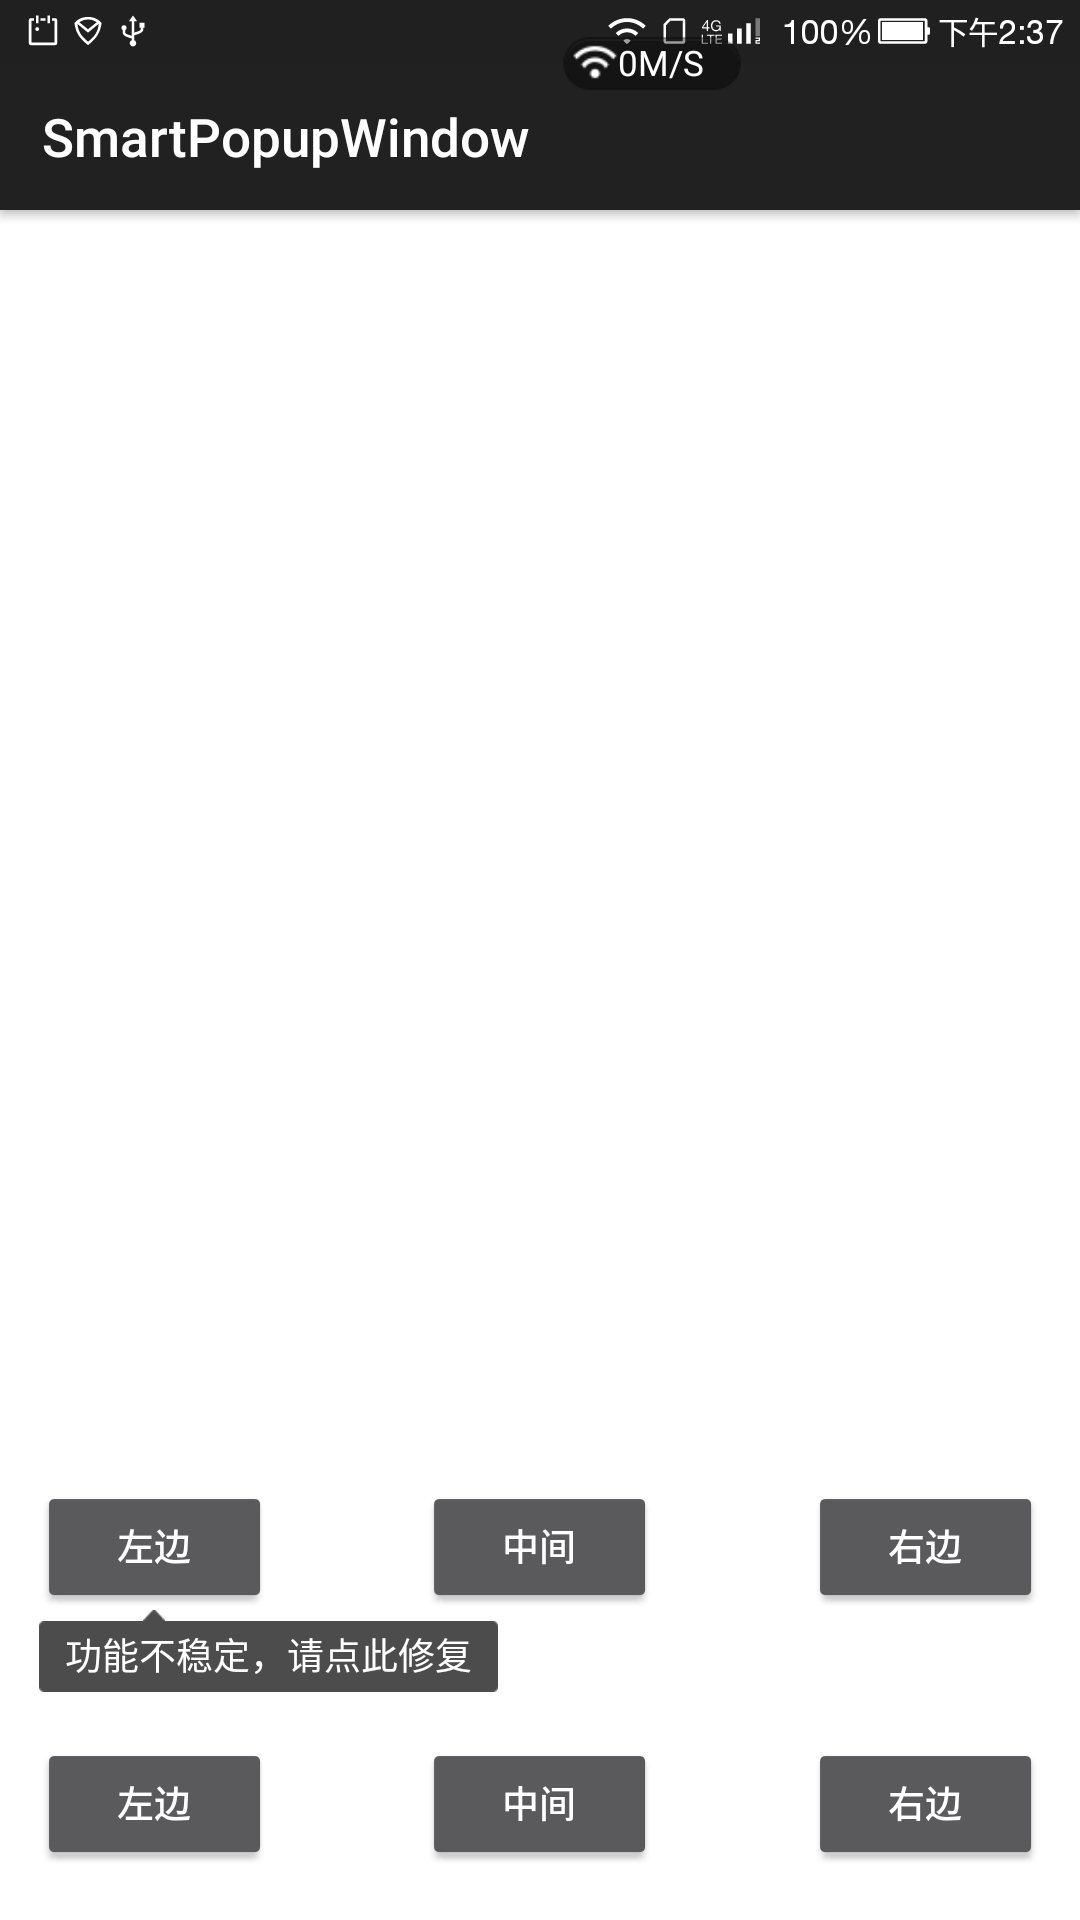 4G
LTE
2
100%
下午2:37
0M/S
SmartPopupWindow
左边
中间
右边
功能不稳定，请点此修复
左边
中间
右边